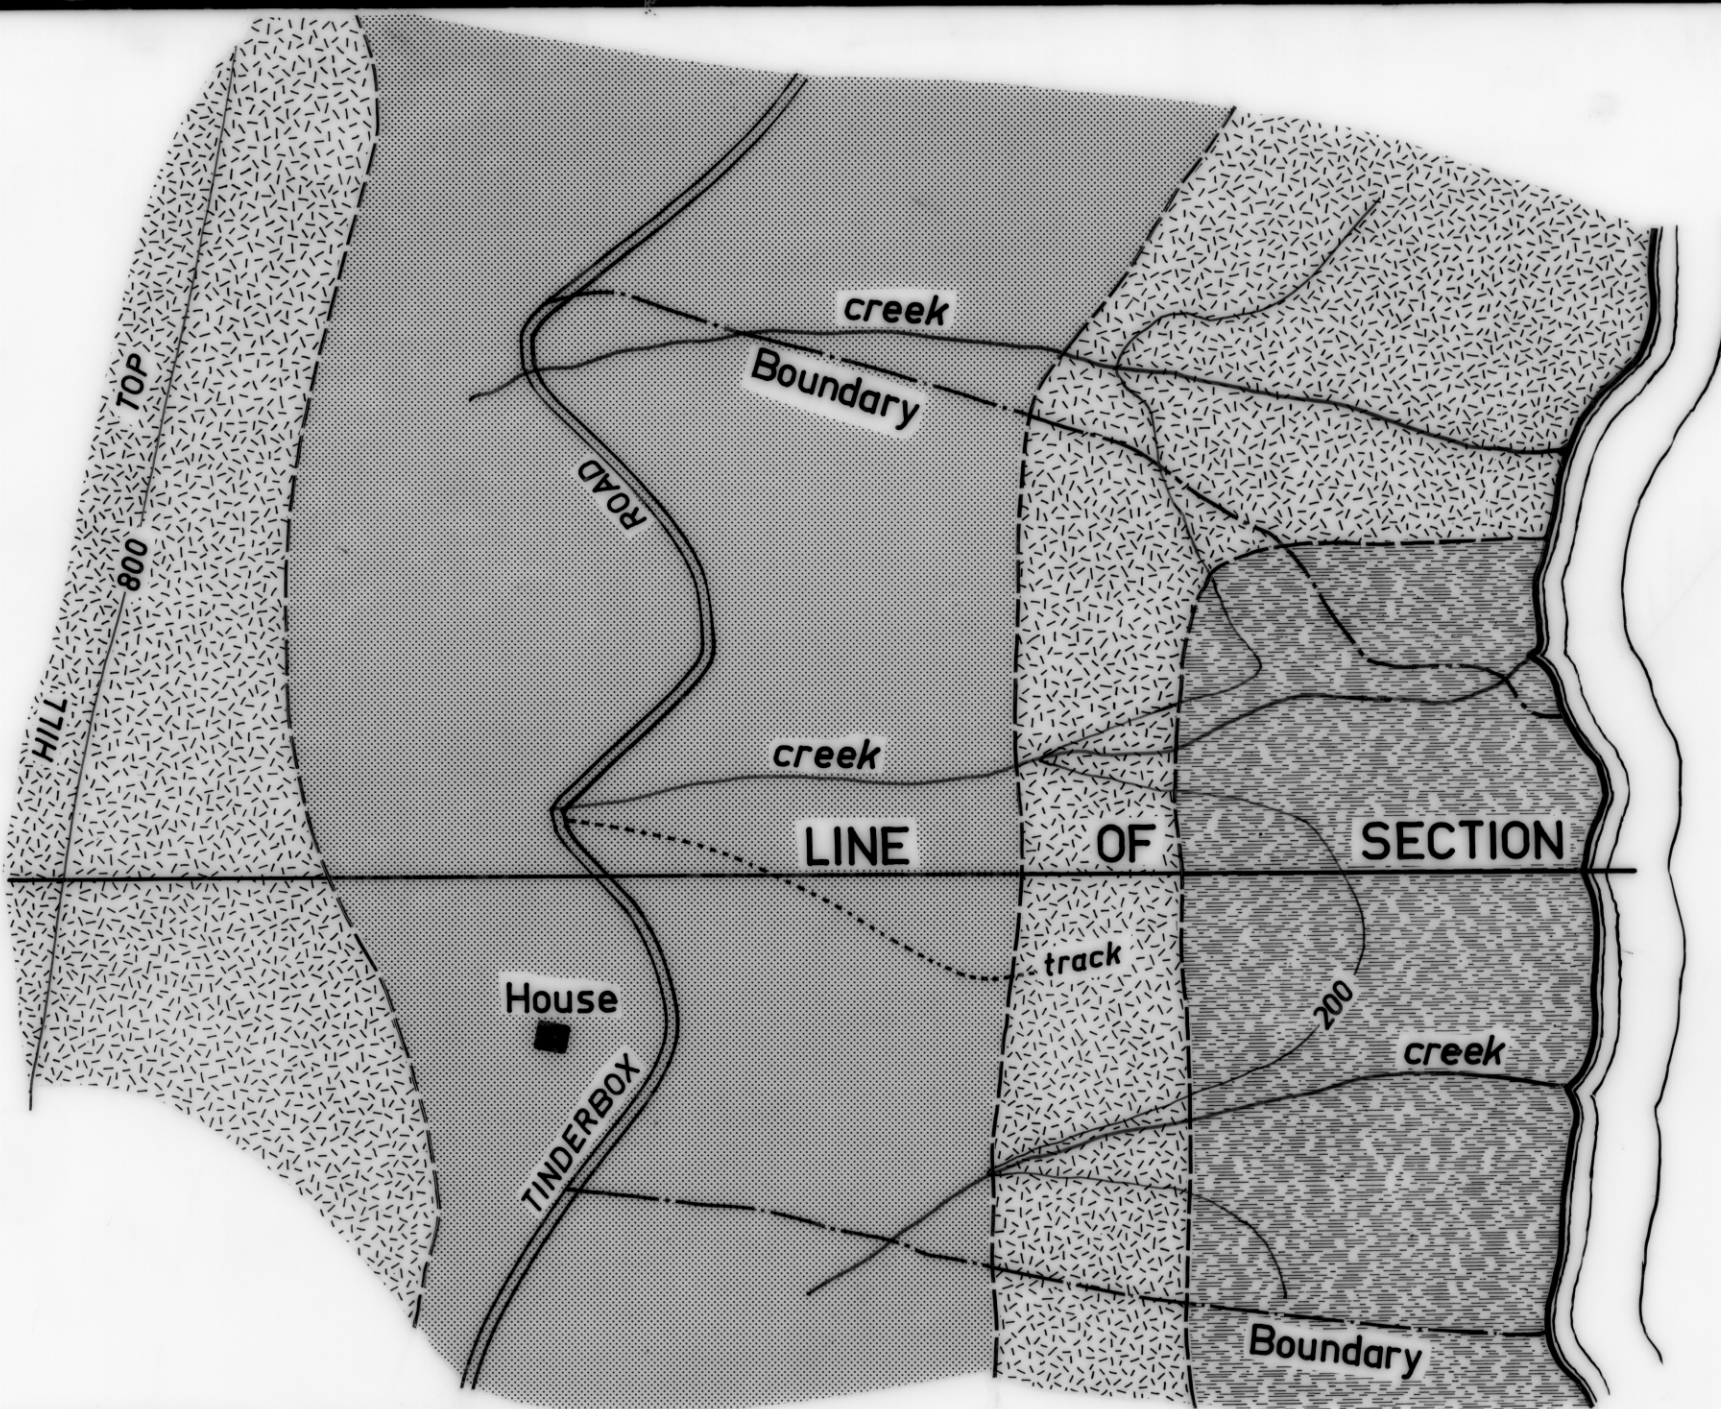 creek
Boundary
TOP
ROAD
800
HILL
creek
LINE OF SECTION
track
House
200
creek
TINDERBOX
Boundary